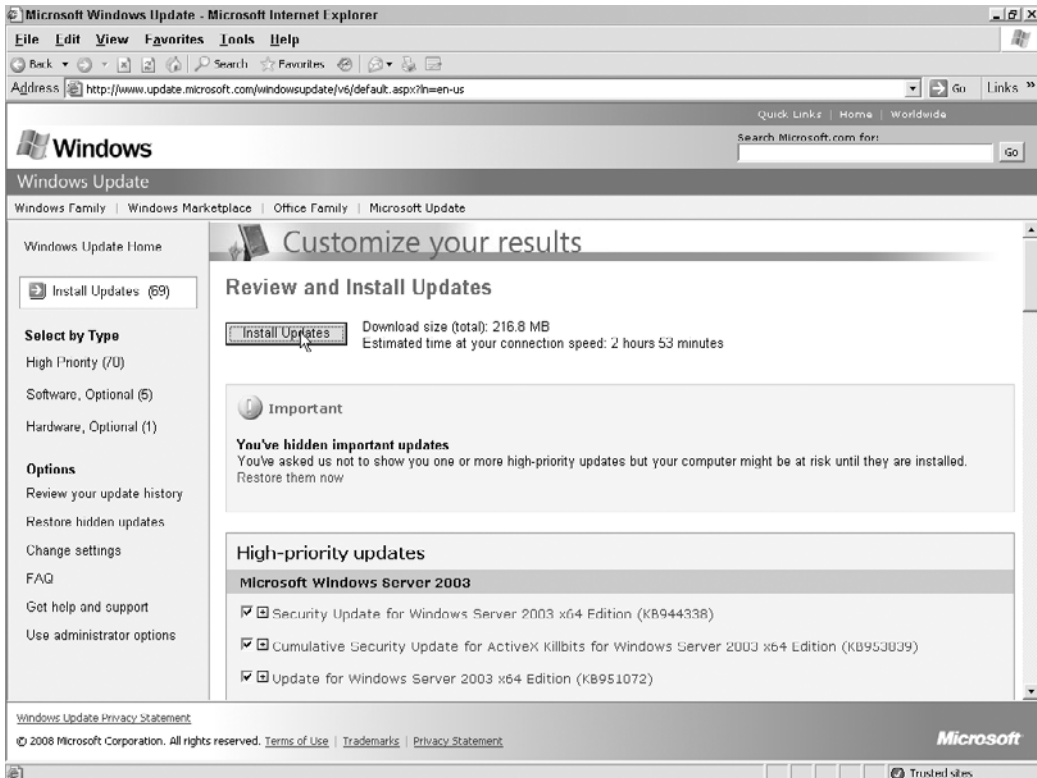 Microsoft Windows Update - Microsoft Internet Explorer
File Edit View Favorites Tools Help
Back Search Favorites
Address http://www.update.microsoft.com/windowsupdate/v6/default.aspx?ln=en-us Go Links »
Quick Links | Home | Worldwide
Windows
Search Microsoft.com for:
Go
Windows Update
Windows Family | Windows Marketplace | Office Family | Microsoft Update
Windows Update Home
Install Updates (69)
Select by Type
High Priority (70)
Software, Optional (5)
Hardware, Optional (1)
Options
Review your update history
Restore hidden updates
Change settings
FAQ
Get help and support
Use administrator options
Customize your results
Review and Install Updates
Install Updates
Download size (total): 216.8 MB
Estimated time at your connection speed: 2 hours 53 minutes
Important
You've hidden important updates
You've asked us not to show you one or more high-priority updates but your computer might be at risk until they are installed.
Restore them now
High-priority updates
Microsoft Windows Server 2003
Security Update for Windows Server 2003 x64 Edition (KB944338)
Cumulative Security Update for ActiveX Killbits for Windows Server 2003 x64 Edition (KB953839)
Update for Windows Server 2003 x64 Edition (KB951072)
Windows Update Privacy Statement
© 2008 Microsoft Corporation. All rights reserved. Terms of Use | Trademarks | Privacy Statement
Microsoft
Trusted sites